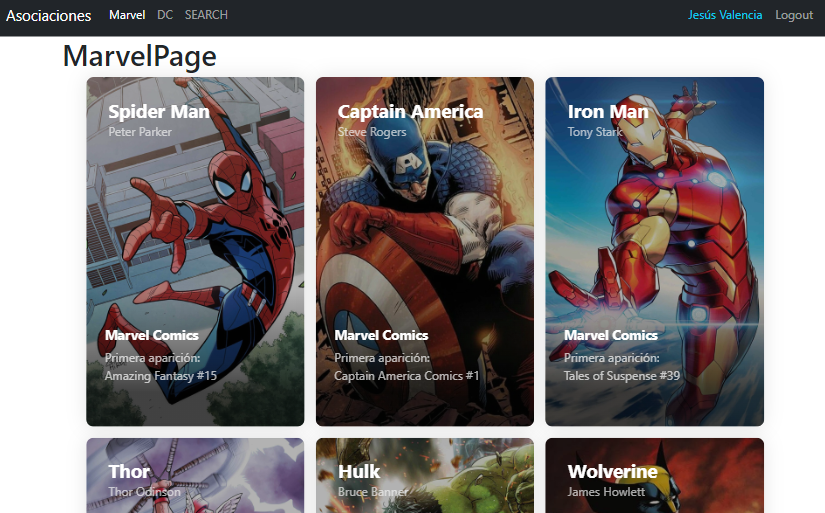 Asociaciones Marvel DC SEARCH Jesús Valencia Logout
MarvelPage
Spider Man
Peter Parker
Marvel Comics
Primera aparición:
Amazing Fantasy #15
Captain America
Steve Rogers
Marvel Comics
Primera aparición:
Captain America Comics #1
Iron Man
Tony Stark
Marvel Comics
Primera aparición:
Tales of Suspense #39
Thor
Thor Odinson
Hulk
Bruce Banner
Wolverine
James Howlett